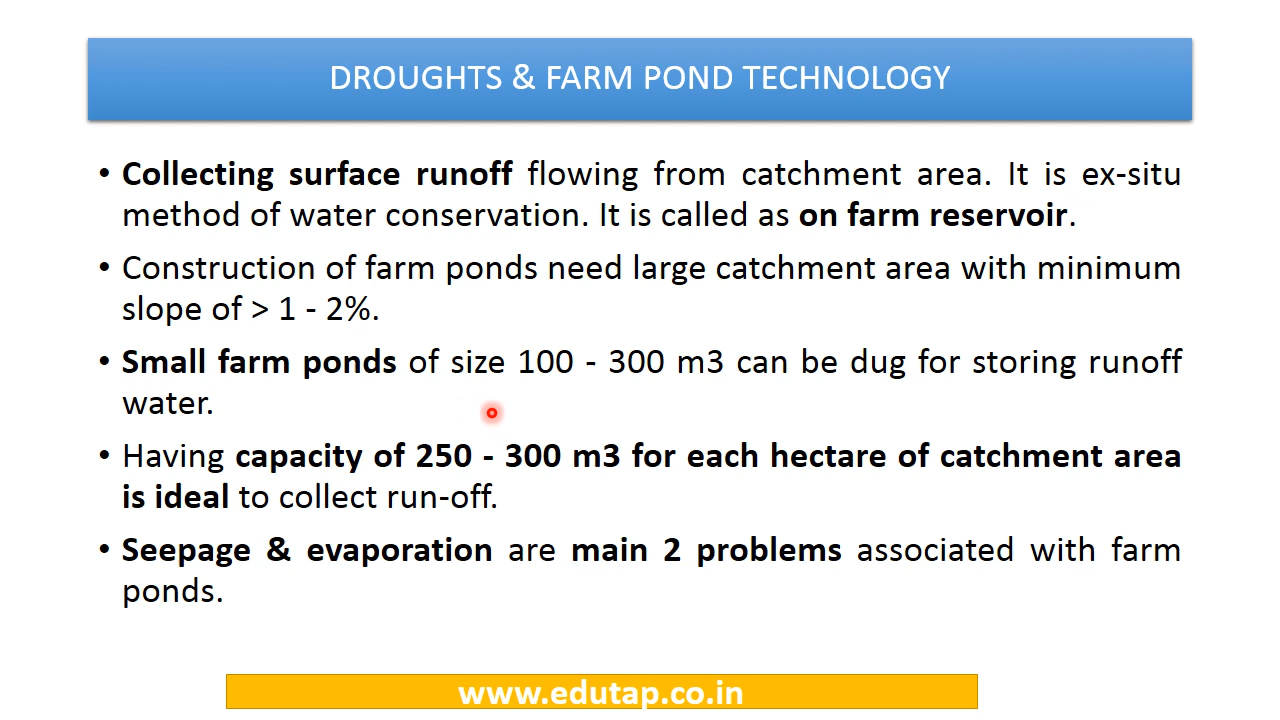 DROUGHTS & FARM POND TECHNOLOGY
• Collecting surface runoff flowing from catchment area. It is ex-situ
method of water conservation. It is called as on farm reservoir.
• Construction of farm ponds need large catchment area with minimum
slope of > 1 - 2%.
• Small farm ponds of size 100 - 300 m3 can be dug for storing runoff
water.
• Having capacity of 250 - 300 m3 for each hectare of catchment area
is ideal to collect run-off.
• Seepage & evaporation are main 2 problems associated with farm
ponds.
www.edutap.co.in